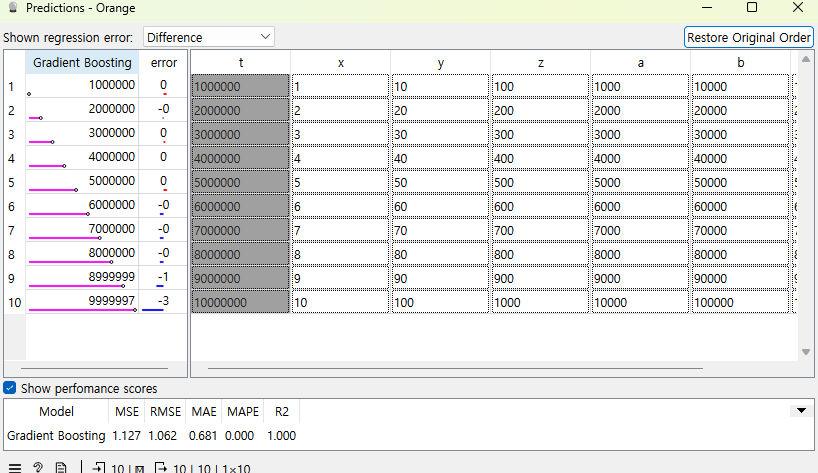 Predictions - Orange
Shown regression error: Difference Restore Original Order
Gradient Boosting error t x y z a b
1 1000000 0 1000000 1 10 100 1000 10000
2 2000000 -0 2000000 2 20 200 2000 20000
3 3000000 0 3000000 3 30 300 3000 30000
4 4000000 0 4000000 4 40 400 4000 40000
5 5000000 0 5000000 5 50 500 5000 50000
6 6000000 -0 6000000 6 60 600 6000 60000
7 7000000 -0 7000000 7 70 700 7000 70000
8 8000000 -0 8000000 8 80 800 8000 80000
9 8999999 -1 9000000 9 90 900 9000 90000
10 9999997 -3 10000000 10 100 1000 10000 100000
Show perfomance scores
Model MSE RMSE MAE MAPE R2
Gradient Boosting 1.127 1.062 0.681 0.000 1.000
10 | 10 | 10 | 1×10